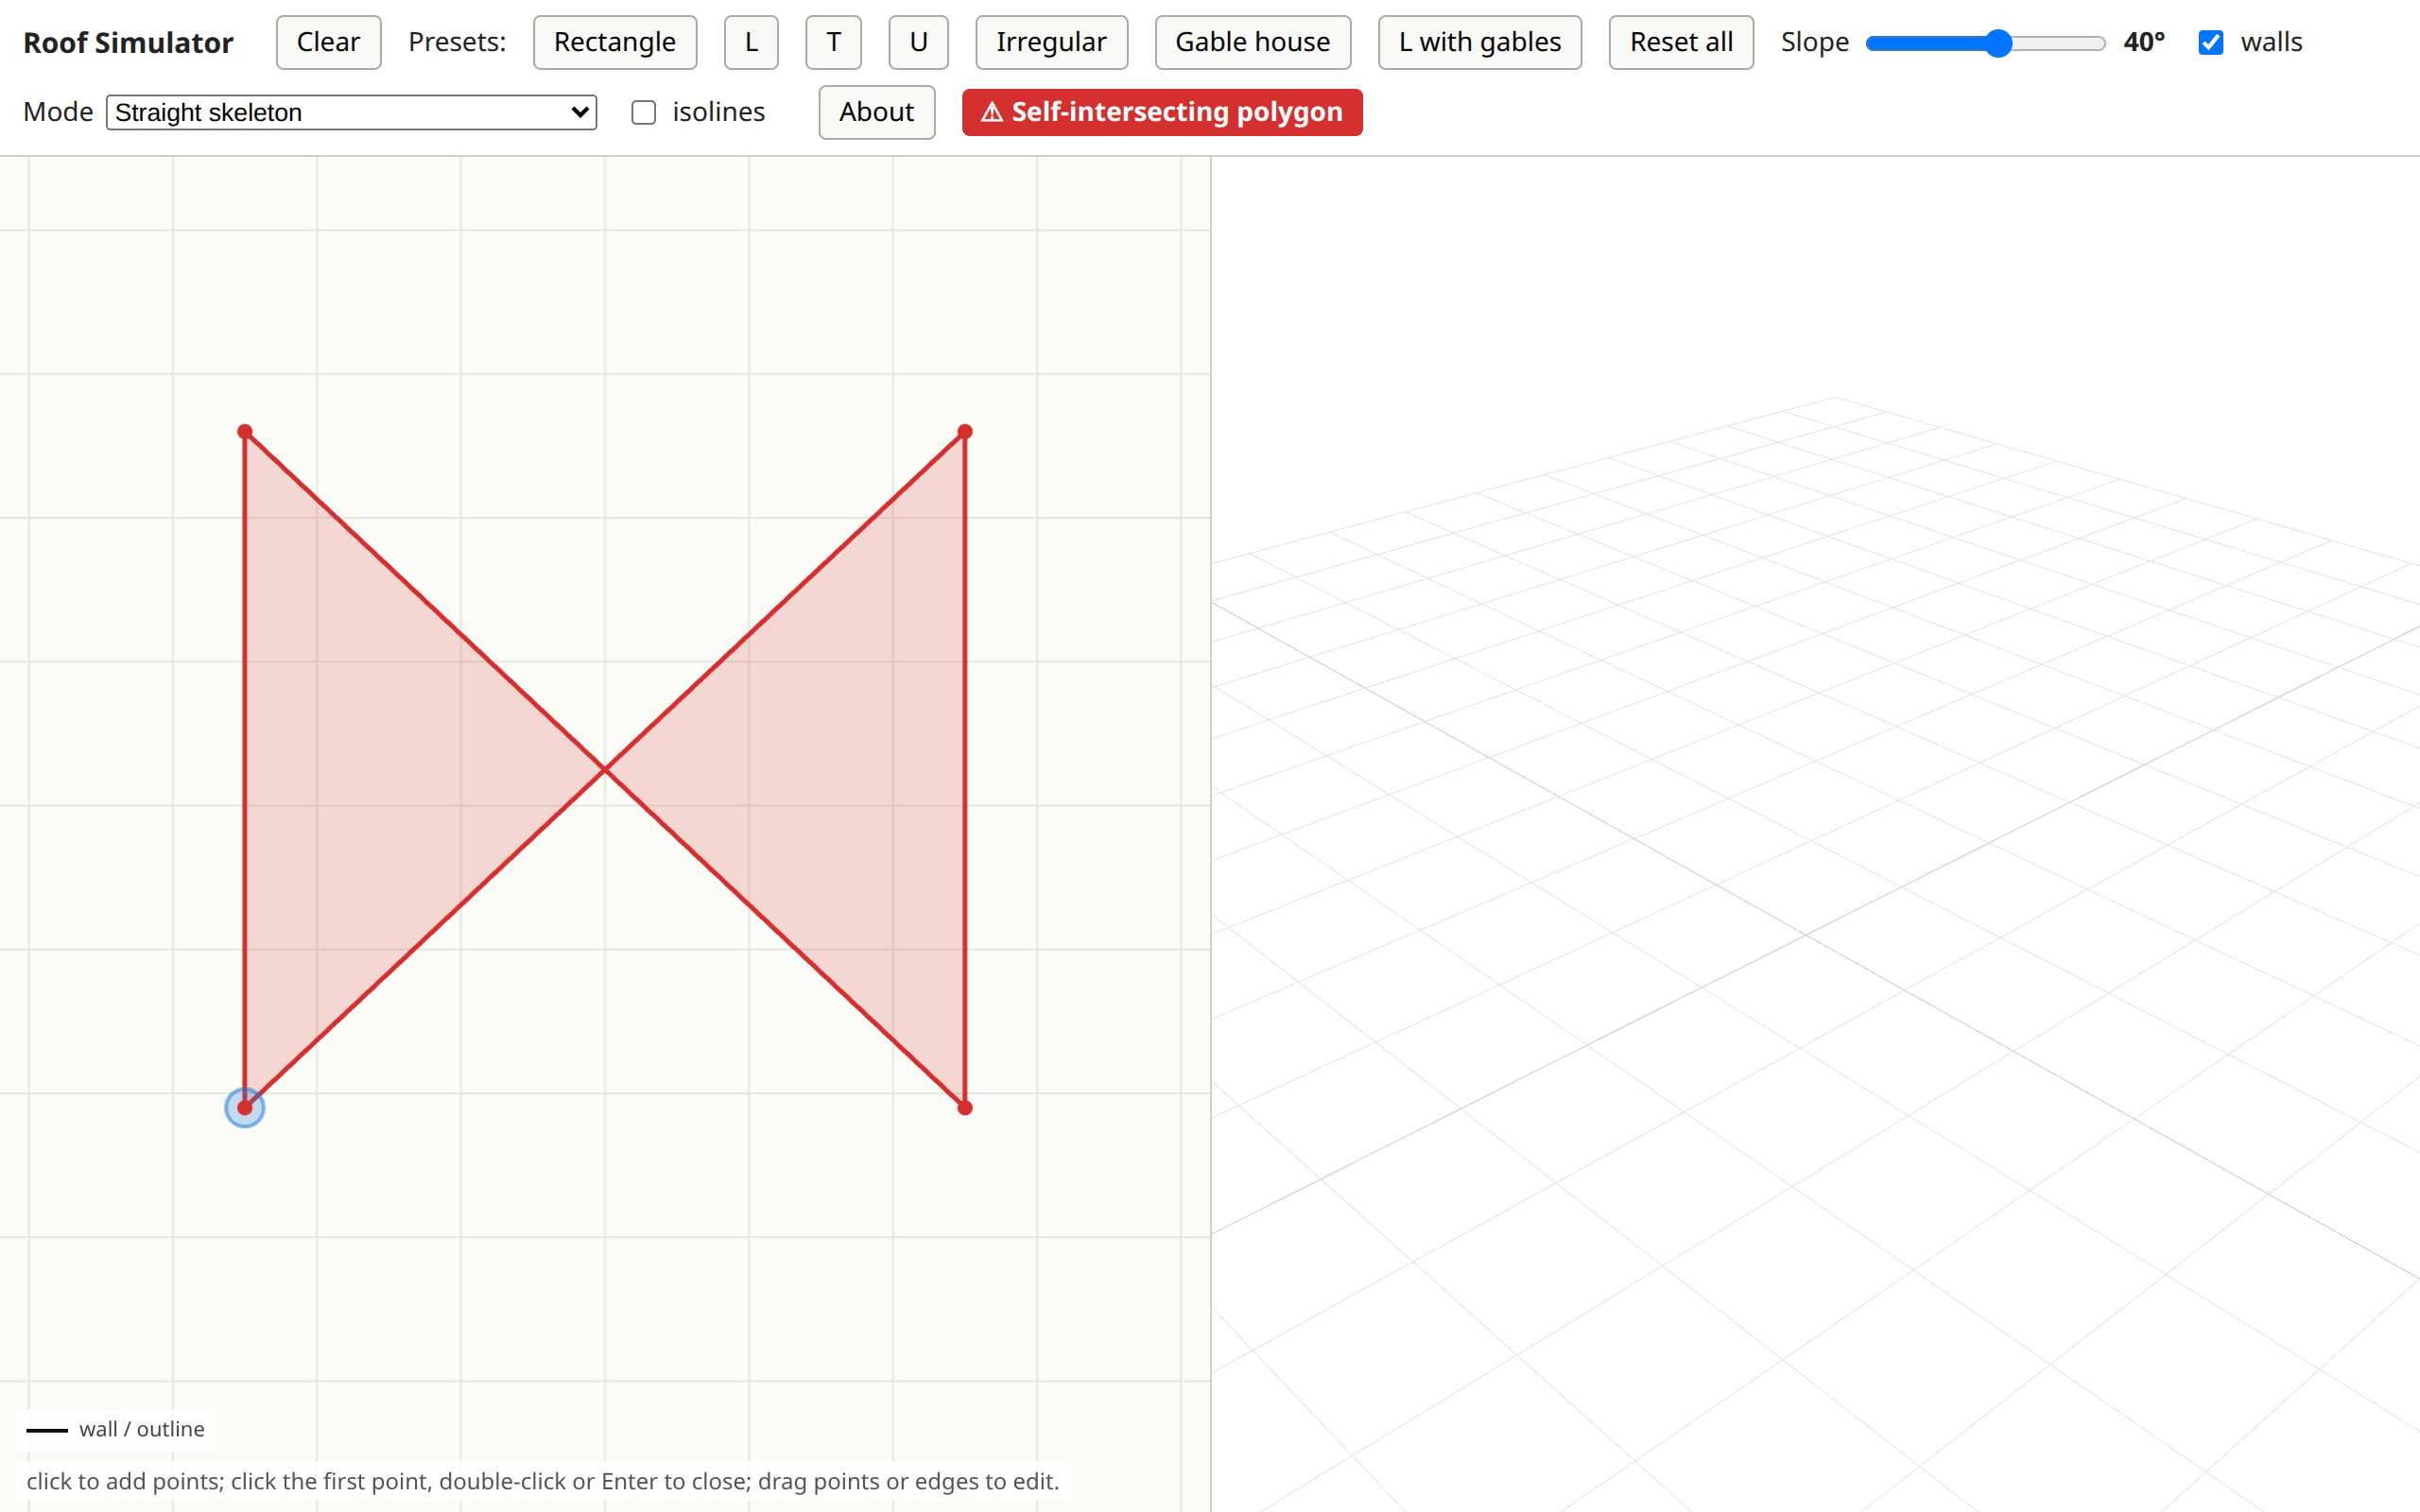 Roof Simulator Clear Presets: Rectangle L T U Irregular Gable house L with gables Reset all Slope 40° walls
Mode Straight skeleton isolines About ⚠ Self-intersecting polygon
wall / outline
click to add points; click the first point, double-click or Enter to close; drag points or edges to edit.